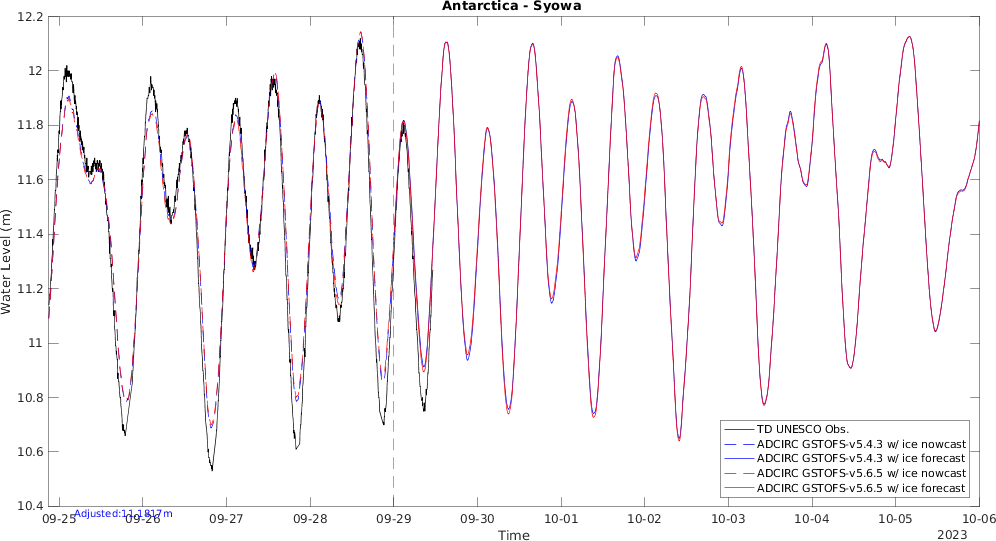 Antarctica - Syowa
12.2
12
11.8
11.6
11.4
11.2
11
10.8
10.6
10.4
Water Level (m)
TD UNESCO Obs.
ADCIRC GSTOFS-v5.4.3 w/ ice nowcast
ADCIRC GSTOFS-v5.4.3 w/ ice forecast
ADCIRC GSTOFS-v5.6.5 w/ ice nowcast
ADCIRC GSTOFS-v5.6.5 w/ ice forecast
Adjusted:11.1817m
09-25 09-26 09-27 09-28 09-29 09-30 10-01 10-02 10-03 10-04 10-05 10-06
Time
2023